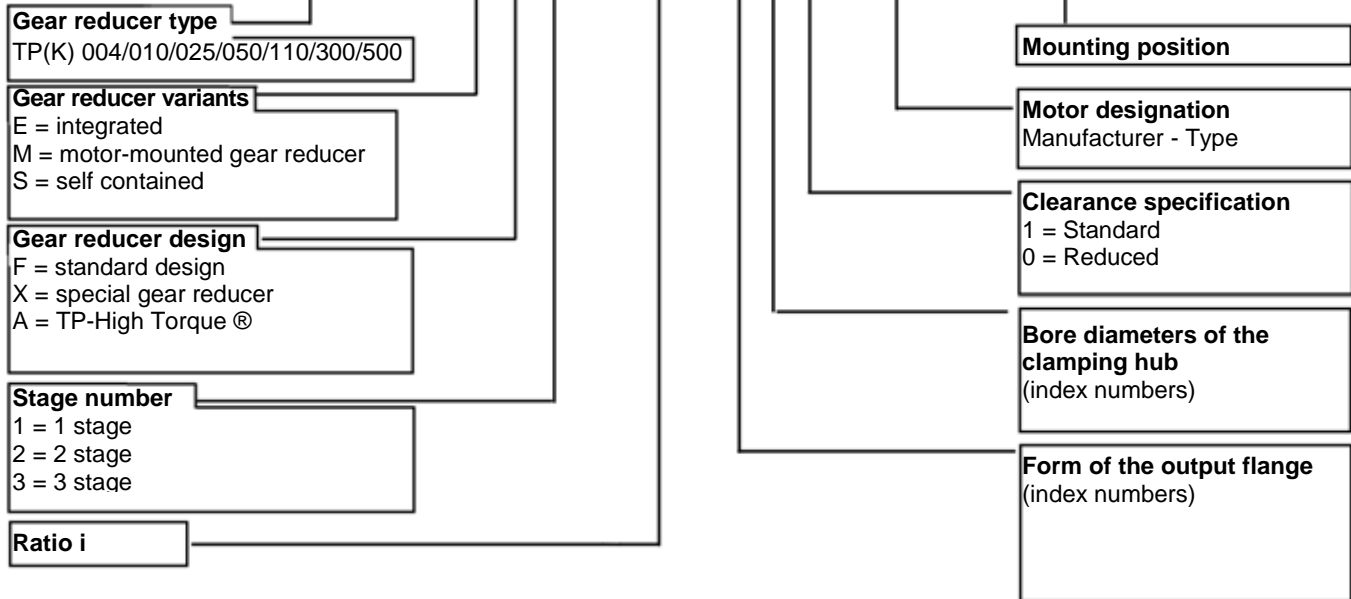 Gear reducer type
TP(K) 004/010/025/050/110/300/500
Gear reducer variants
E = integrated
M = motor-mounted gear reducer
S = self contained
Gear reducer design
F = standard design
X = special gear reducer
A = TP-High Torque ®
Stage number
1 = 1 stage
2 = 2 stage
3 = 3 stage
Ratio i
Mounting position
Motor designation
Manufacturer - Type
Clearance specification
1 = Standard
0 = Reduced
Bore diameters of the
clamping hub
(index numbers)
Form of the output flange
(index numbers)